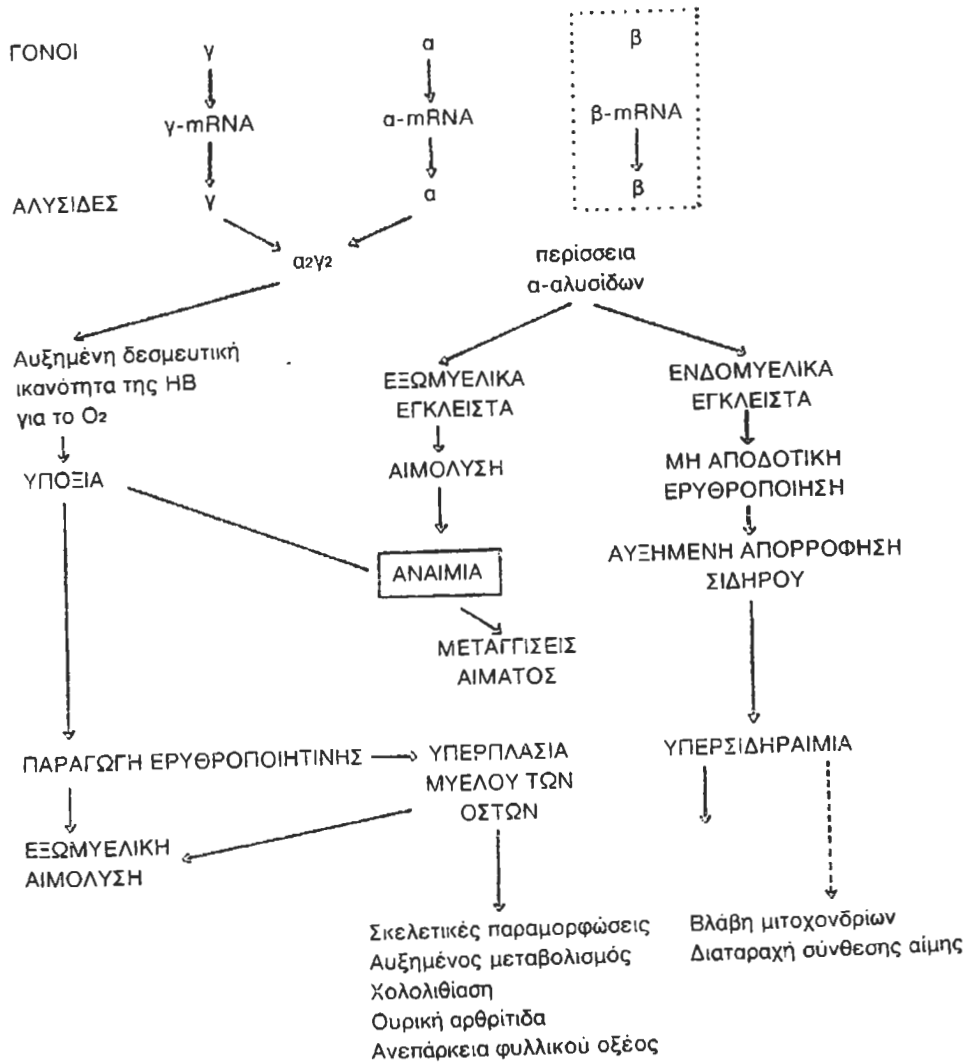 ΓΟΝΟΙ γ α β
γ-mRNA α-mRNA β-mRNA
ΑΛΥΣΙΔΕΣ γ α β
α2γ2
περίσσεια
α-αλυσίδων
Αυξημένη δεσμευτική
ικανότητα της ΗΒ
για το Ο2
ΕΞΩΜΥΕΛΙΚΑ
ΕΓΚΛΕΙΣΤΑ
ΕΝΔΟΜΥΕΛΙΚΑ
ΕΓΚΛΕΙΣΤΑ
ΥΠΟΞΙΑ
ΑΙΜΟΛΥΣΗ
ΜΗ ΑΠΟΔΟΤΙΚΗ
ΕΡΥΘΡΟΠΟΙΗΣΗ
ΑΝΑΙΜΙΑ
ΑΥΞΗΜΕΝΗ ΑΠΟΡΡΟΦΗΣΗ
ΣΙΔΗΡΟΥ
ΜΕΤΑΓΓΙΣΕΙΣ
ΑΙΜΑΤΟΣ
ΠΑΡΑΓΩΓΗ ΕΡΥΘΡΟΠΟΙΗΤΙΝΗΣ
ΥΠΕΡΠΛΑΣΙΑ
ΜΥΕΛΟΥ ΤΩΝ
ΟΣΤΩΝ
ΥΠΕΡΣΙΔΗΡΑΙΜΙΑ
ΕΞΩΜΥΕΛΙΚΗ
ΑΙΜΟΛΥΣΗ
Σκελετικές παραμορφώσεις
Αυξημένος μεταβολισμός
Χολολιθίαση
Ουρική αρθρίτιδα
Ανεπάρκεια φυλλικού οξέος
Βλάβη μιτοχονδρίων
Διαταραχή σύνθεσης αίμης